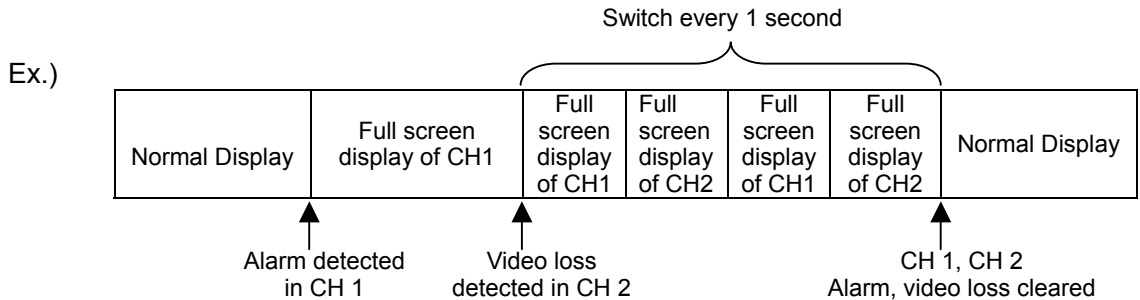 Switch every 1 second
Ex.)
Normal Display
Full screen
display of CH1
Full
screen
display
of CH1
Full
screen
display
of CH2
Full
screen
display
of CH1
Full
screen
display
of CH2
Normal Display
Alarm detected
in CH 1
Video loss
detected in CH 2
CH 1, CH 2
Alarm, video loss cleared